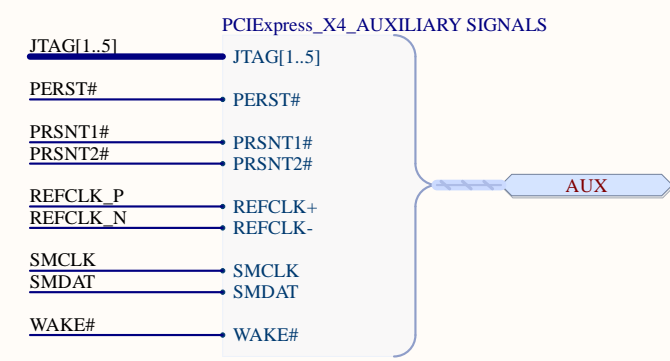 PCIExpress_X4_AUXILIARY SIGNALS
JTAG[1..5] JTAG[1..5]
PERST# PERST#
PRSNT1# PRSNT1#
PRSNT2# PRSNT2#
AUX
REFCLK_P REFCLK+
REFCLK_N REFCLK-
SMCLK SMCLK
SMDAT SMDAT
WAKE# WAKE#